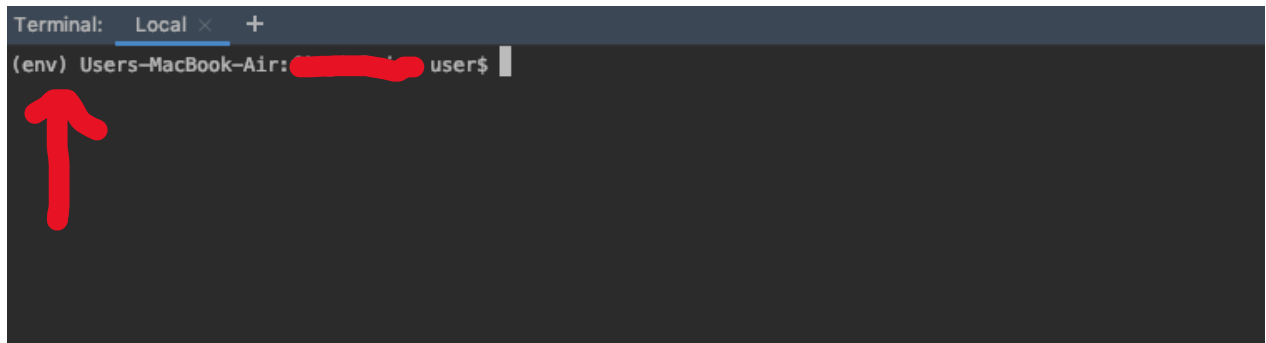 Terminal: Local × +
(env) Users-MacBook-Air: user$